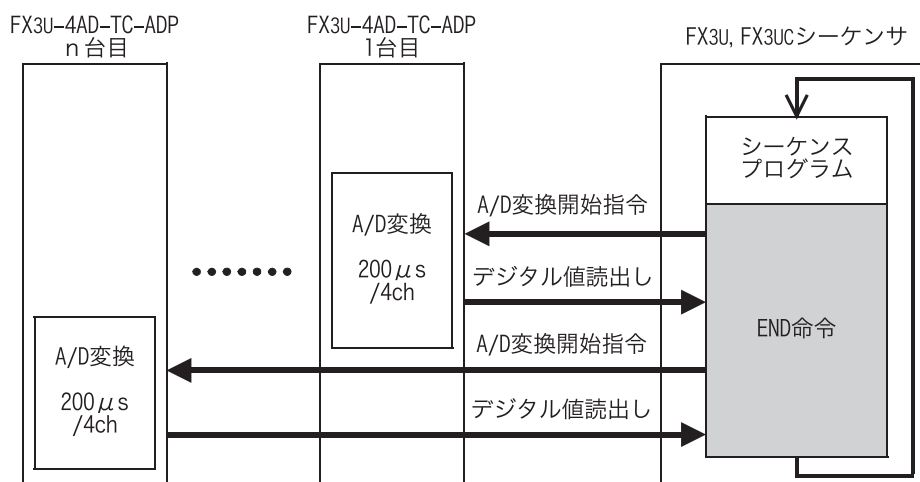 FX3U-4AD-TC-ADP
n台目
FX3U-4AD-TC-ADP
1台目
FX3U, FX3UCシーケンサ
シーケンス
プログラム
A/D変換開始指令
A/D変換
200μs
/4ch
デジタル値読出し
END命令
A/D変換開始指令
A/D変換
200μs
/4ch
デジタル値読出し